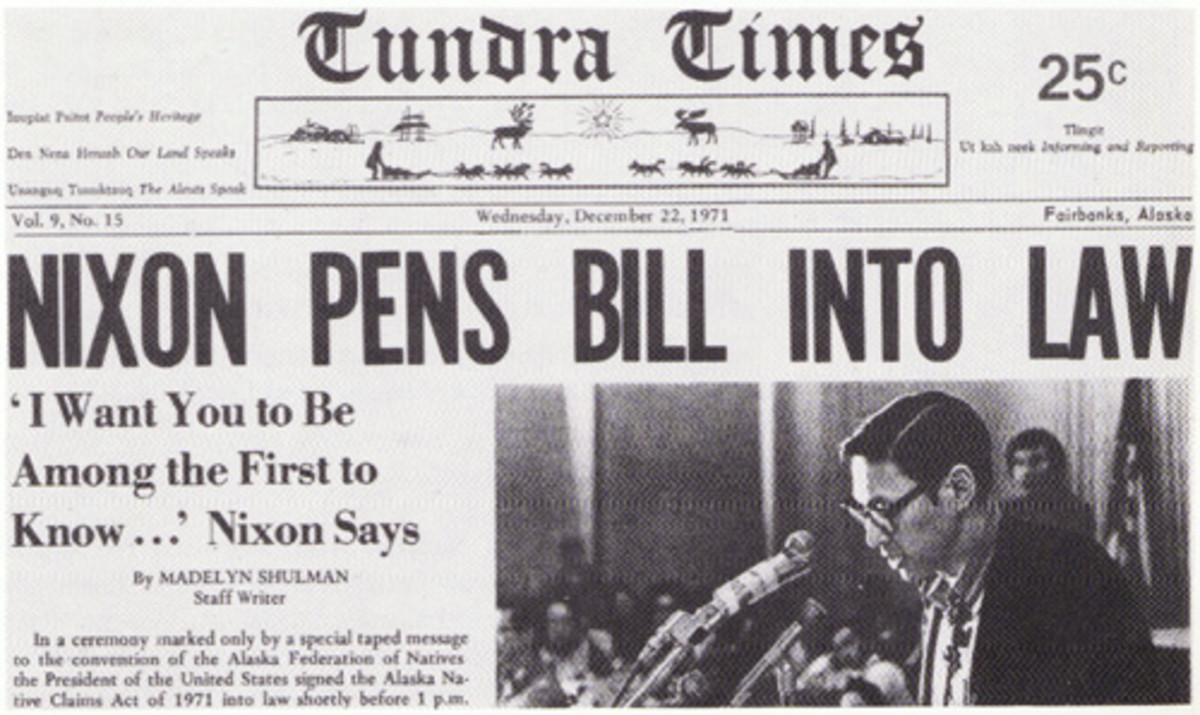 Tundra Times
25c
Inupiat Paitot People's Heritage
Den Nena Henash Our Land Speaks
Unanguq Tunuktauq The Aleuts Speak
Tlingit
Ut kah neek Informing and Reporting
Vol. 9, No. 15
Wednesday, December 22, 1971
Fairbanks, Alaska
NIXON PENS BILL INTO LAW
‘I Want You to Be
Among the First to
Know...’ Nixon Says
By MADELYN SHULMAN
Staff Writer
In a ceremony marked only by a special taped message
to the convention of the Alaska Federation of Natives
the President of the United States signed the Alaska Na-
tive Claims Act of 1971 into law shortly before 1 p.m.